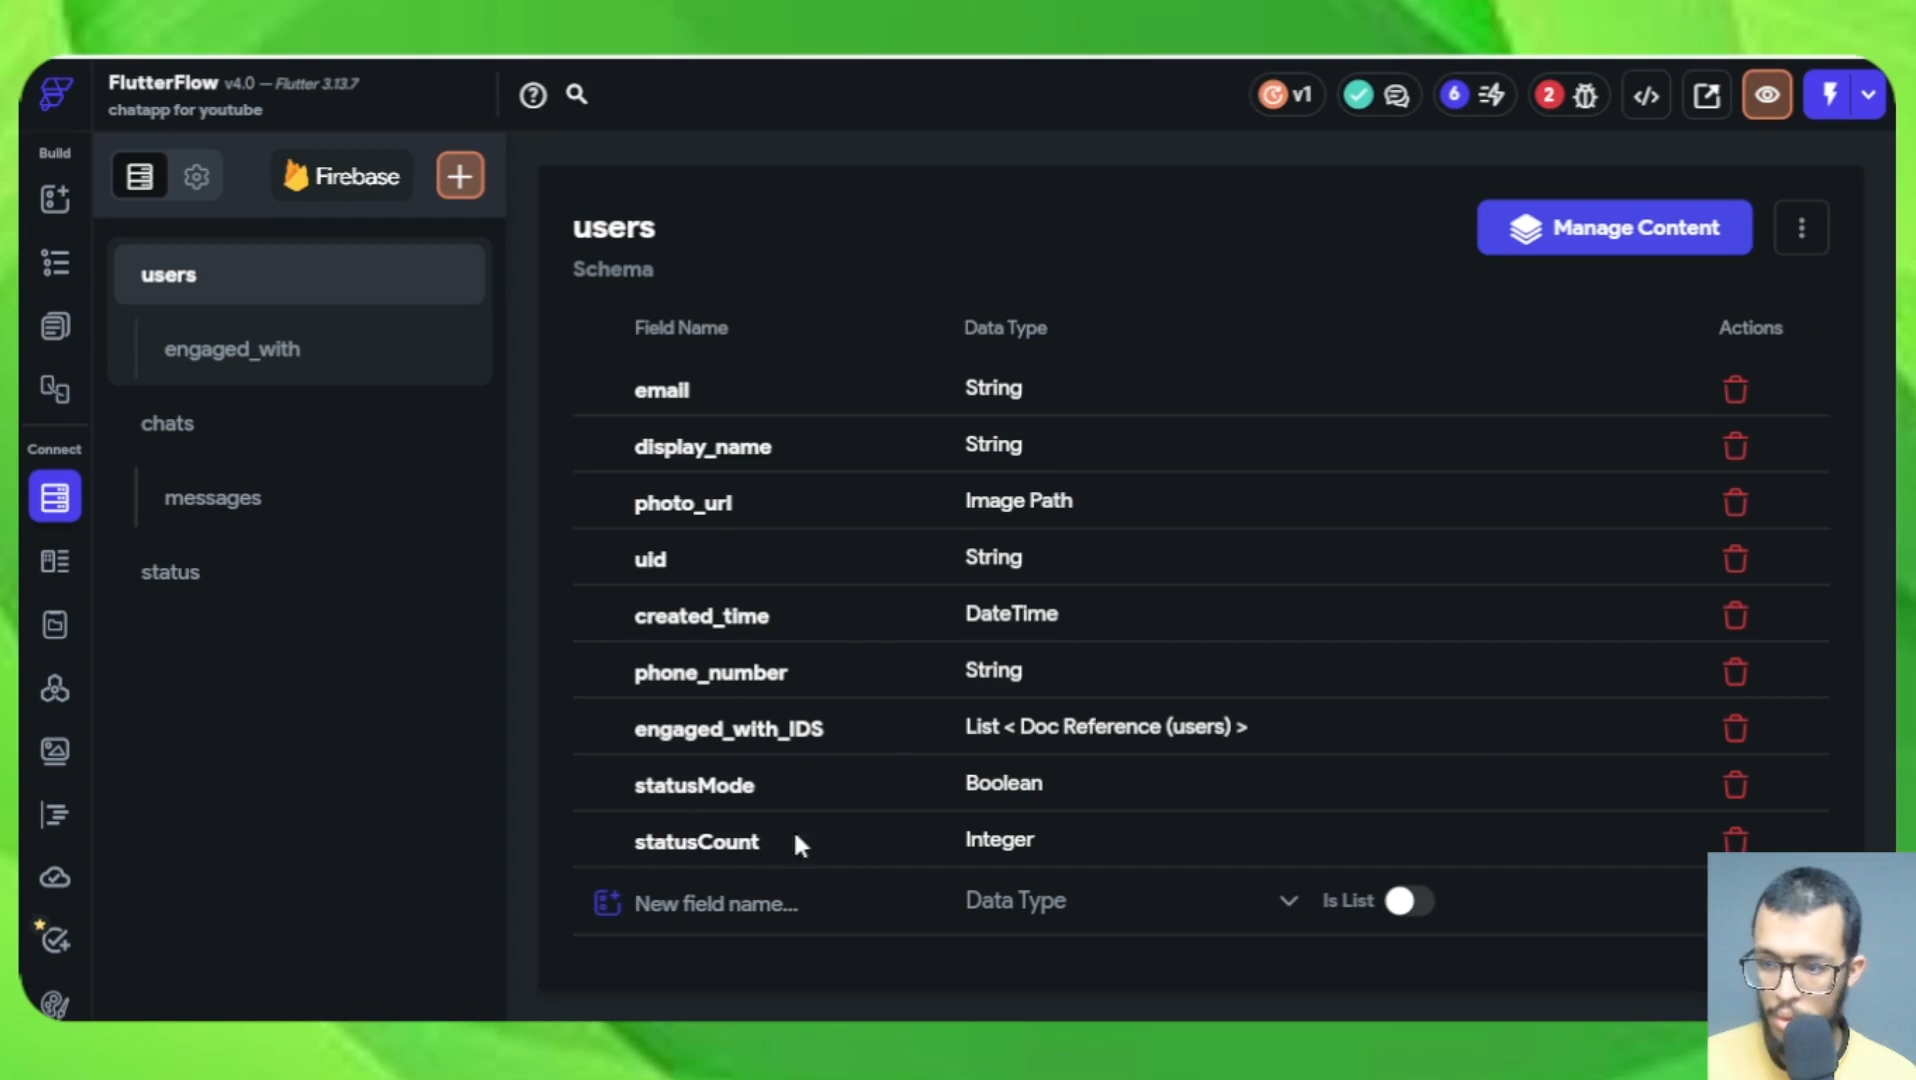 FlutterFlow v4.0 — Flutter 3.13.7
chatapp for youtube
v1
6
2
Build
Firebase
users
engaged_with
chats
messages
status
Connect
users
Manage Content
Schema
Field Name Data Type Actions
email String
display_name String
photo_url Image Path
uid String
created_time DateTime
phone_number String
engaged_with_IDS List < Doc Reference (users) >
statusMode Boolean
statusCount Integer
New field name... Data Type Is List